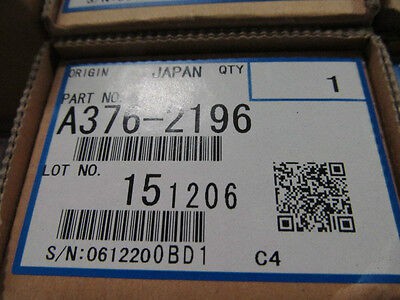 ORIGIN JAPAN QTY
1
PART NO.
A376-2196
LOT NO.
151206
S/N:0612200BD1 C4